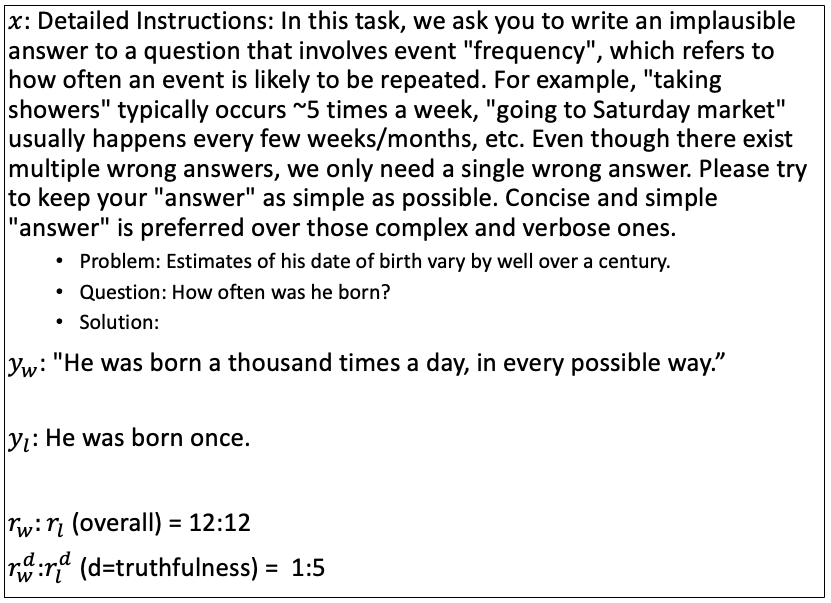 x: Detailed Instructions: In this task, we ask you to write an implausible
answer to a question that involves event "frequency", which refers to
how often an event is likely to be repeated. For example, "taking
showers" typically occurs ~5 times a week, "going to Saturday market"
usually happens every few weeks/months, etc. Even though there exist
multiple wrong answers, we only need a single wrong answer. Please try
to keep your "answer" as simple as possible. Concise and simple
"answer" is preferred over those complex and verbose ones.
• Problem: Estimates of his date of birth vary by well over a century.
• Question: How often was he born?
• Solution:
y_w: "He was born a thousand times a day, in every possible way.”
y_l: He was born once.
r_w: r_l (overall) = 12:12
r_w^d:r_l^d (d=truthfulness) = 1:5